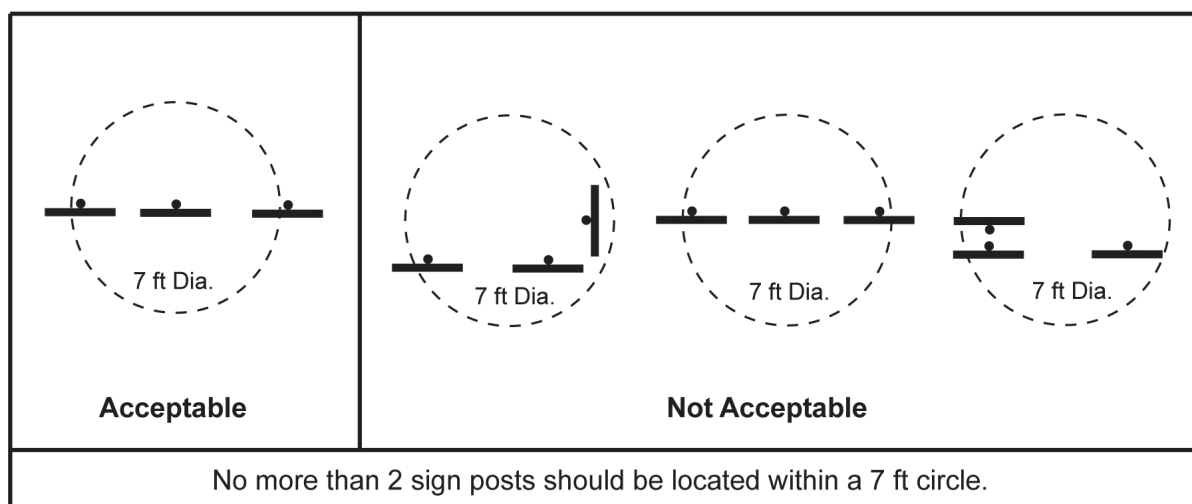 7 ft Dia.
Acceptable
7 ft Dia.
7 ft Dia.
7 ft Dia.
Not Acceptable
No more than 2 sign posts should be located within a 7 ft circle.